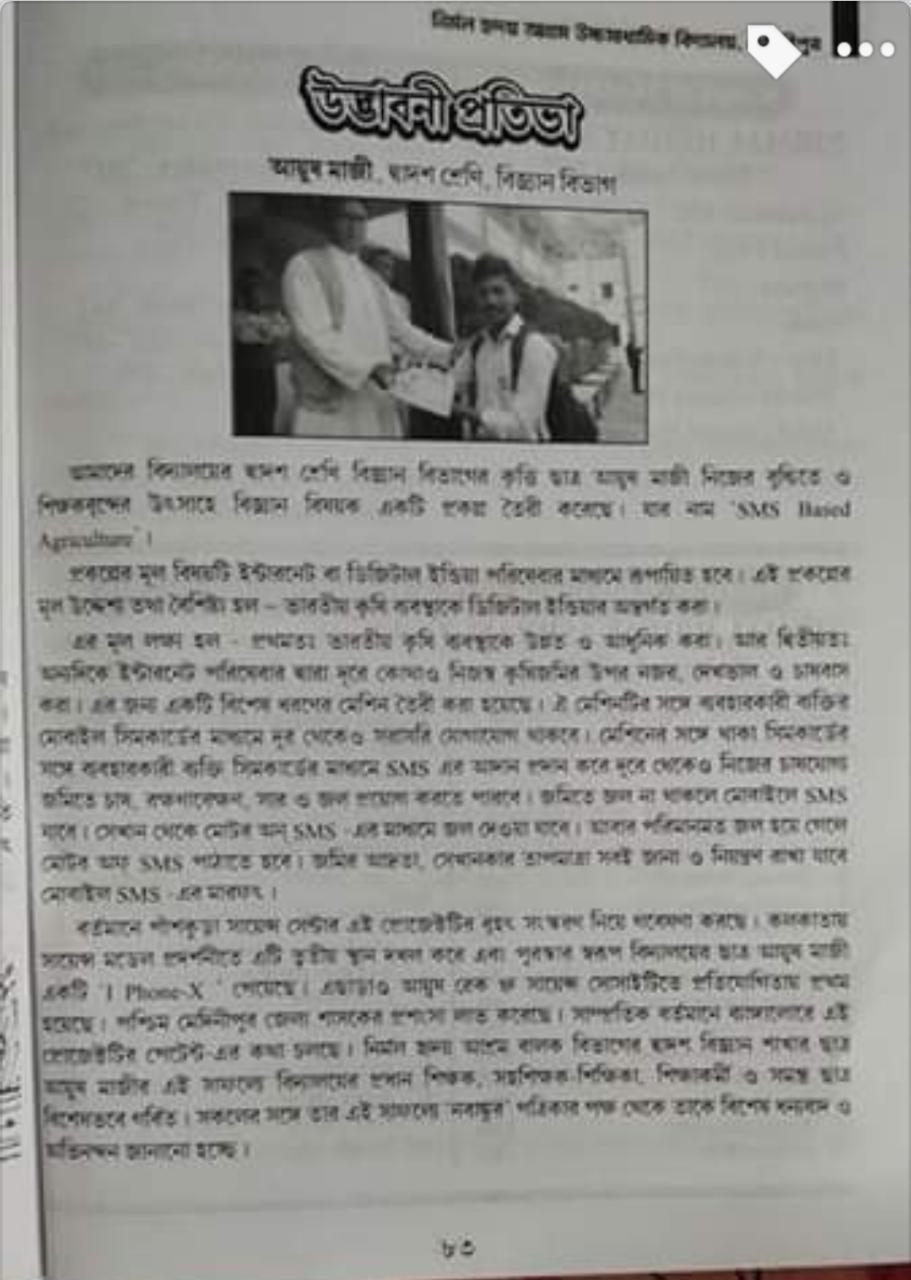 নির্মল হৃদয় আশ্রম উচ্চমাধ্যমিক বিদ্যালয়,
উদ্ভাবনী প্রতিভা
আয়ুষ মাজী, দ্বাদশ শ্রেণি, বিজ্ঞান বিভাগ
আমাদের বিদ্যালয়ের দ্বাদশ শ্রেণি বিজ্ঞান বিভাগের কৃতি ছাত্র আয়ুষ মাজী নিজের বুদ্ধিতে ও
শিক্ষকবৃন্দের উৎসাহে বিজ্ঞান বিষয়ক একটি প্রকল্প তৈরী করেছে। যার নাম 'SMS Based
Agriculture'।
প্রকল্পের মূল বিষয়টি ইন্টারনেট বা ডিজিটাল ইন্ডিয়া পরিষেবার মাধ্যমে রূপায়িত হবে। এই প্রকল্পের
মূল উদ্দেশ্য তথা বৈশিষ্ট্য হল – ভারতীয় কৃষি ব্যবস্থাকে ডিজিটাল ইন্ডিয়ার অন্তর্গত করা।
এর মূল লক্ষ্য হল - প্রথমতঃ ভারতীয় কৃষি ব্যবস্থাকে উন্নত ও আধুনিক করা। আর দ্বিতীয়তঃ
অন্যদিকে ইন্টারনেট পরিষেবার দ্বারা দূরে কোথাও নিজস্ব কৃষিজমির উপর নজর, দেখভাল ও চাষবাস
করা। এর জন্য একটি বিশেষ ধরণের মেশিন তৈরী করা হয়েছে। ঐ মেশিনটির সঙ্গে ব্যবহারকারী ব্যক্তির
মোবাইল সিমকার্ডের মাধ্যমে দূর থেকেও সরাসরি যোগাযোগ থাকবে। মেশিনের সঙ্গে থাকা সিমকার্ডের
সঙ্গে ব্যবহারকারী ব্যক্তি সিমকার্ডের মাধ্যমে SMS এর আদান প্রদান করে দূরে থেকেও নিজের চাষযোগ্য
জমিতে চাষ, রক্ষণাবেক্ষণ, সার ও জল প্রয়োগ করতে পারবে। জমিতে জল না থাকলে মোবাইলে SMS
যাবে। সেখান থেকে মোটর অন্ SMS -এর মাধ্যমে জল দেওয়া যাবে। আবার পরিমানমত জল হয়ে গেলে
মোটর অফ্ SMS পাঠাতে হবে। জমির আদ্রতা, সেখানকার তাপমাত্রা সবই জানা ও নিয়ন্ত্রণ রাখা যাবে
মোবাইল SMS -এর মারফৎ।
বর্তমানে পাঁশকুড়া সায়েন্স সেন্টার এই প্রোজেক্টটির বৃহৎ সংস্করণ নিয়ে গবেষণা করছে। কলকাতায়
সায়েন্স মডেল প্রদর্শনীতে এটি তৃতীয় স্থান দখল করে এবং পুরস্কার স্বরূপ বিদ্যালয়ের ছাত্র আয়ুষ মাজী
একটি 'I Phone-X' পেয়েছে। এছাড়াও আয়ুষ ব্রেক থ্রু সায়েন্স সোসাইটিতে প্রতিযোগিতায় প্রথম
হয়েছে। পশ্চিম মেদিনীপুর জেলা শাসকের প্রশংসা লাভ করেছে। সাম্প্রতিক বর্তমানে ব্যাঙ্গালোরে এই
প্রোজেক্টটির পেটেন্ট-এর কথা চলছে। নির্মল হৃদয় আশ্রম বালক বিভাগের দ্বাদশ বিজ্ঞান শাখার ছাত্র
আয়ুষ মাজীর এই সাফল্যে বিদ্যালয়ের প্রধান শিক্ষক, সহশিক্ষক-শিক্ষিকা, শিক্ষাকর্মী ও সমস্ত ছাত্র
বিশেষভাবে গর্বিত। সকলের সঙ্গে তার এই সাফল্যে 'নবাঙ্কুর' পত্রিকার পক্ষ থেকে তাকে বিশেষ ধন্যবাদ ও
অভিনন্দন জানানো হচ্ছে।
৮৩